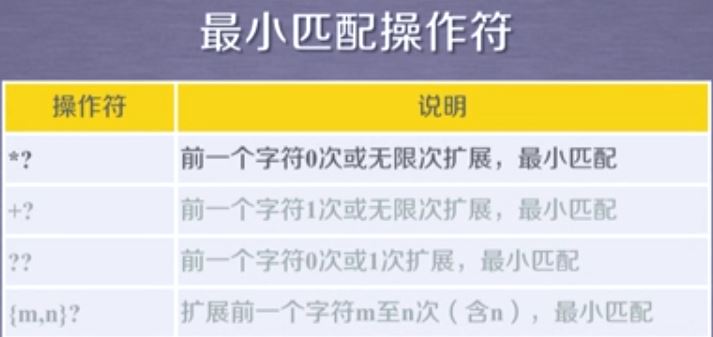 最小匹配操作符
操作符 说明
*? 前一个字符0次或无限次扩展，最小匹配
+? 前一个字符1次或无限次扩展，最小匹配
?? 前一个字符0次或1次扩展，最小匹配
{m,n}? 扩展前一个字符m至n次（含n），最小匹配